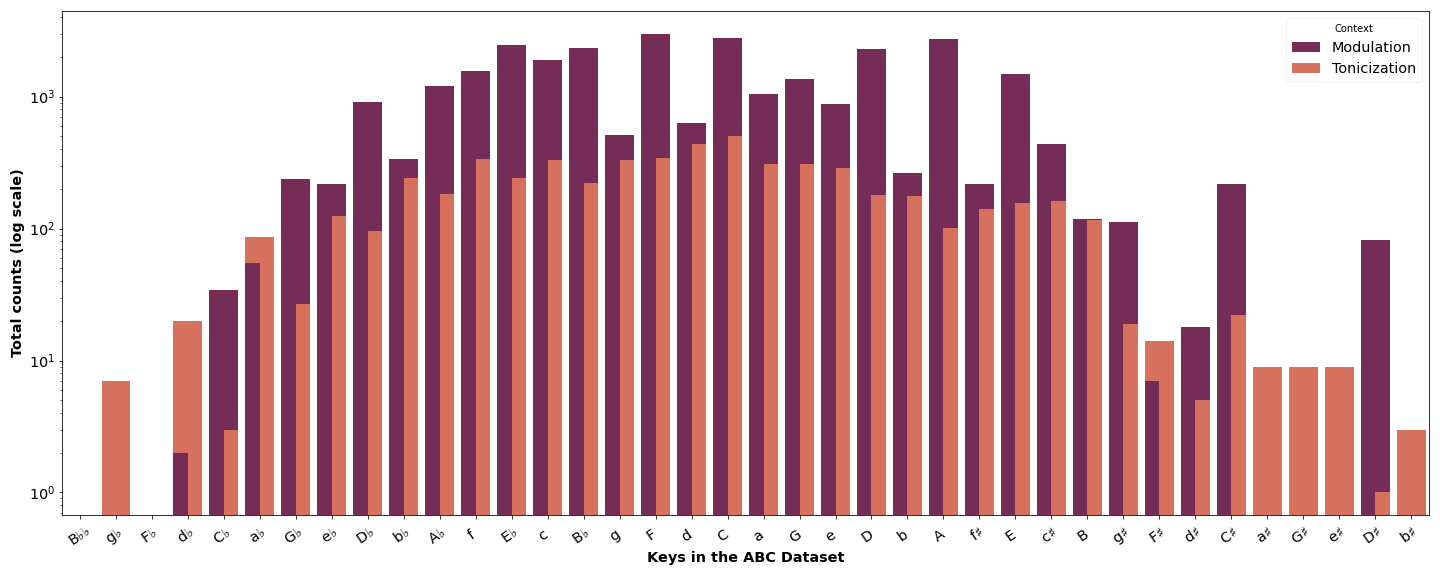 Context
Modulation
Tonicization
Total counts (log scale)
10³
10²
10¹
10⁰
B♭♭ g♭ F♭ d♭ C♭ a♭ G♭ e♭ D♭ b♭ A♭ f E♭ c B♭ g F d C a G e D b A f♯ E c♯ B g♯ F♯ d♯ C♯ a♯ G♯ e♯ D♯ b♯
Keys in the ABC Dataset